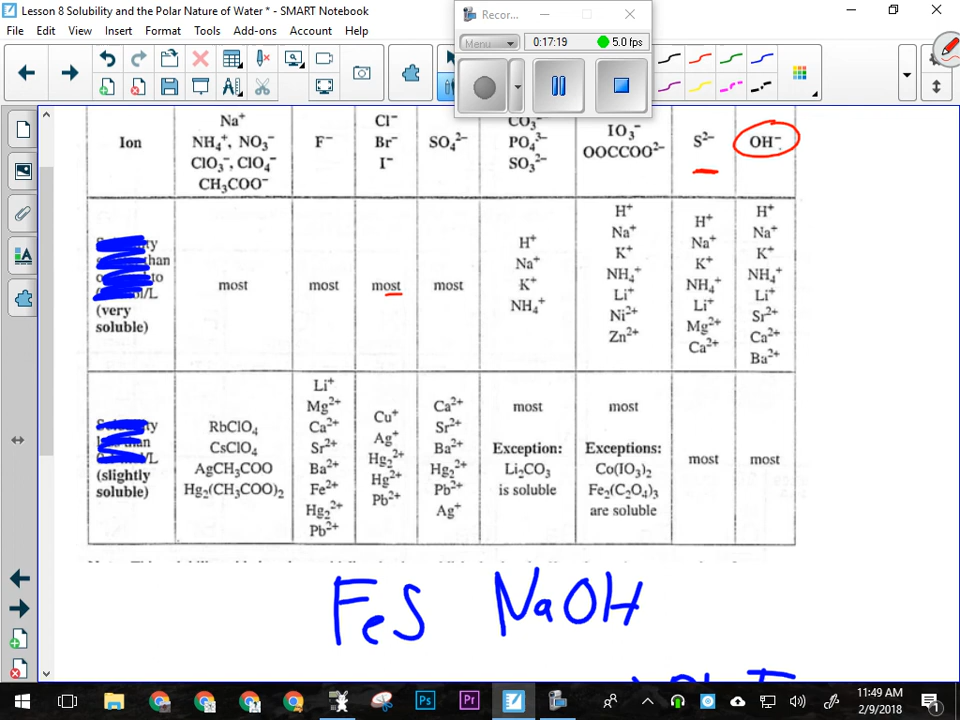 Lesson 8 Solubility and the Polar Nature of Water * - SMART Notebook
Recor...
File Edit View Insert Format Tools Add-ons Account Help
Menu 0:17:19 5.0 fps
Ion
Na⁺
NH₄⁺, NO₃⁻
ClO₃⁻, ClO₄⁻
CH₃COO⁻
F⁻
Cl⁻
Br⁻
I⁻
SO₄²⁻
CO₃²⁻
PO₄³⁻
SO₃²⁻
IO₃⁻
OOCCOO²⁻
S²⁻
OH⁻
(very
soluble)
most
most
most
most
H⁺
Na⁺
K⁺
NH₄⁺
H⁺
Na⁺
K⁺
NH₄⁺
Li⁺
Ni²⁺
Zn²⁺
H⁺
Na⁺
K⁺
NH₄⁺
Li⁺
Mg²⁺
Ca²⁺
H⁺
Na⁺
K⁺
NH₄⁺
Li⁺
Sr²⁺
Ca²⁺
Ba²⁺
(slightly
soluble)
RbClO₄
CsClO₄
AgCH₃COO
Hg₂(CH₃COO)₂
Li⁺
Mg²⁺
Ca²⁺
Sr²⁺
Ba²⁺
Fe²⁺
Hg₂²⁺
Pb²⁺
Cu⁺
Ag⁺
Hg₂²⁺
Hg²⁺
Pb²⁺
Ca²⁺
Sr²⁺
Ba²⁺
Hg₂²⁺
Pb²⁺
Ag⁺
most
Exception:
Li₂CO₃
is soluble
most
Exceptions:
Co(IO₃)₂
Fe₂(C₂O₄)₃
are soluble
most
most
FeS NaOH
11:49 AM
2/9/2018